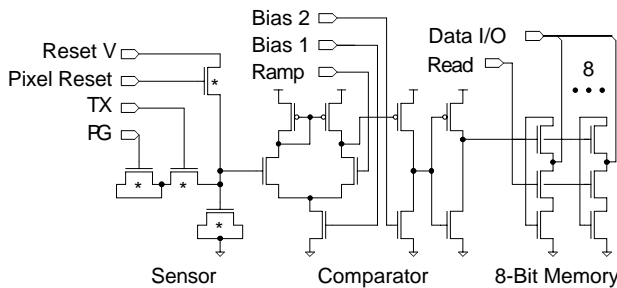 Bias 2
Reset V
Bias 1
Data I/O
Pixel Reset
Ramp
Read
8
TX
PG
*
*
*
*
Sensor
Comparator
8-Bit Memory